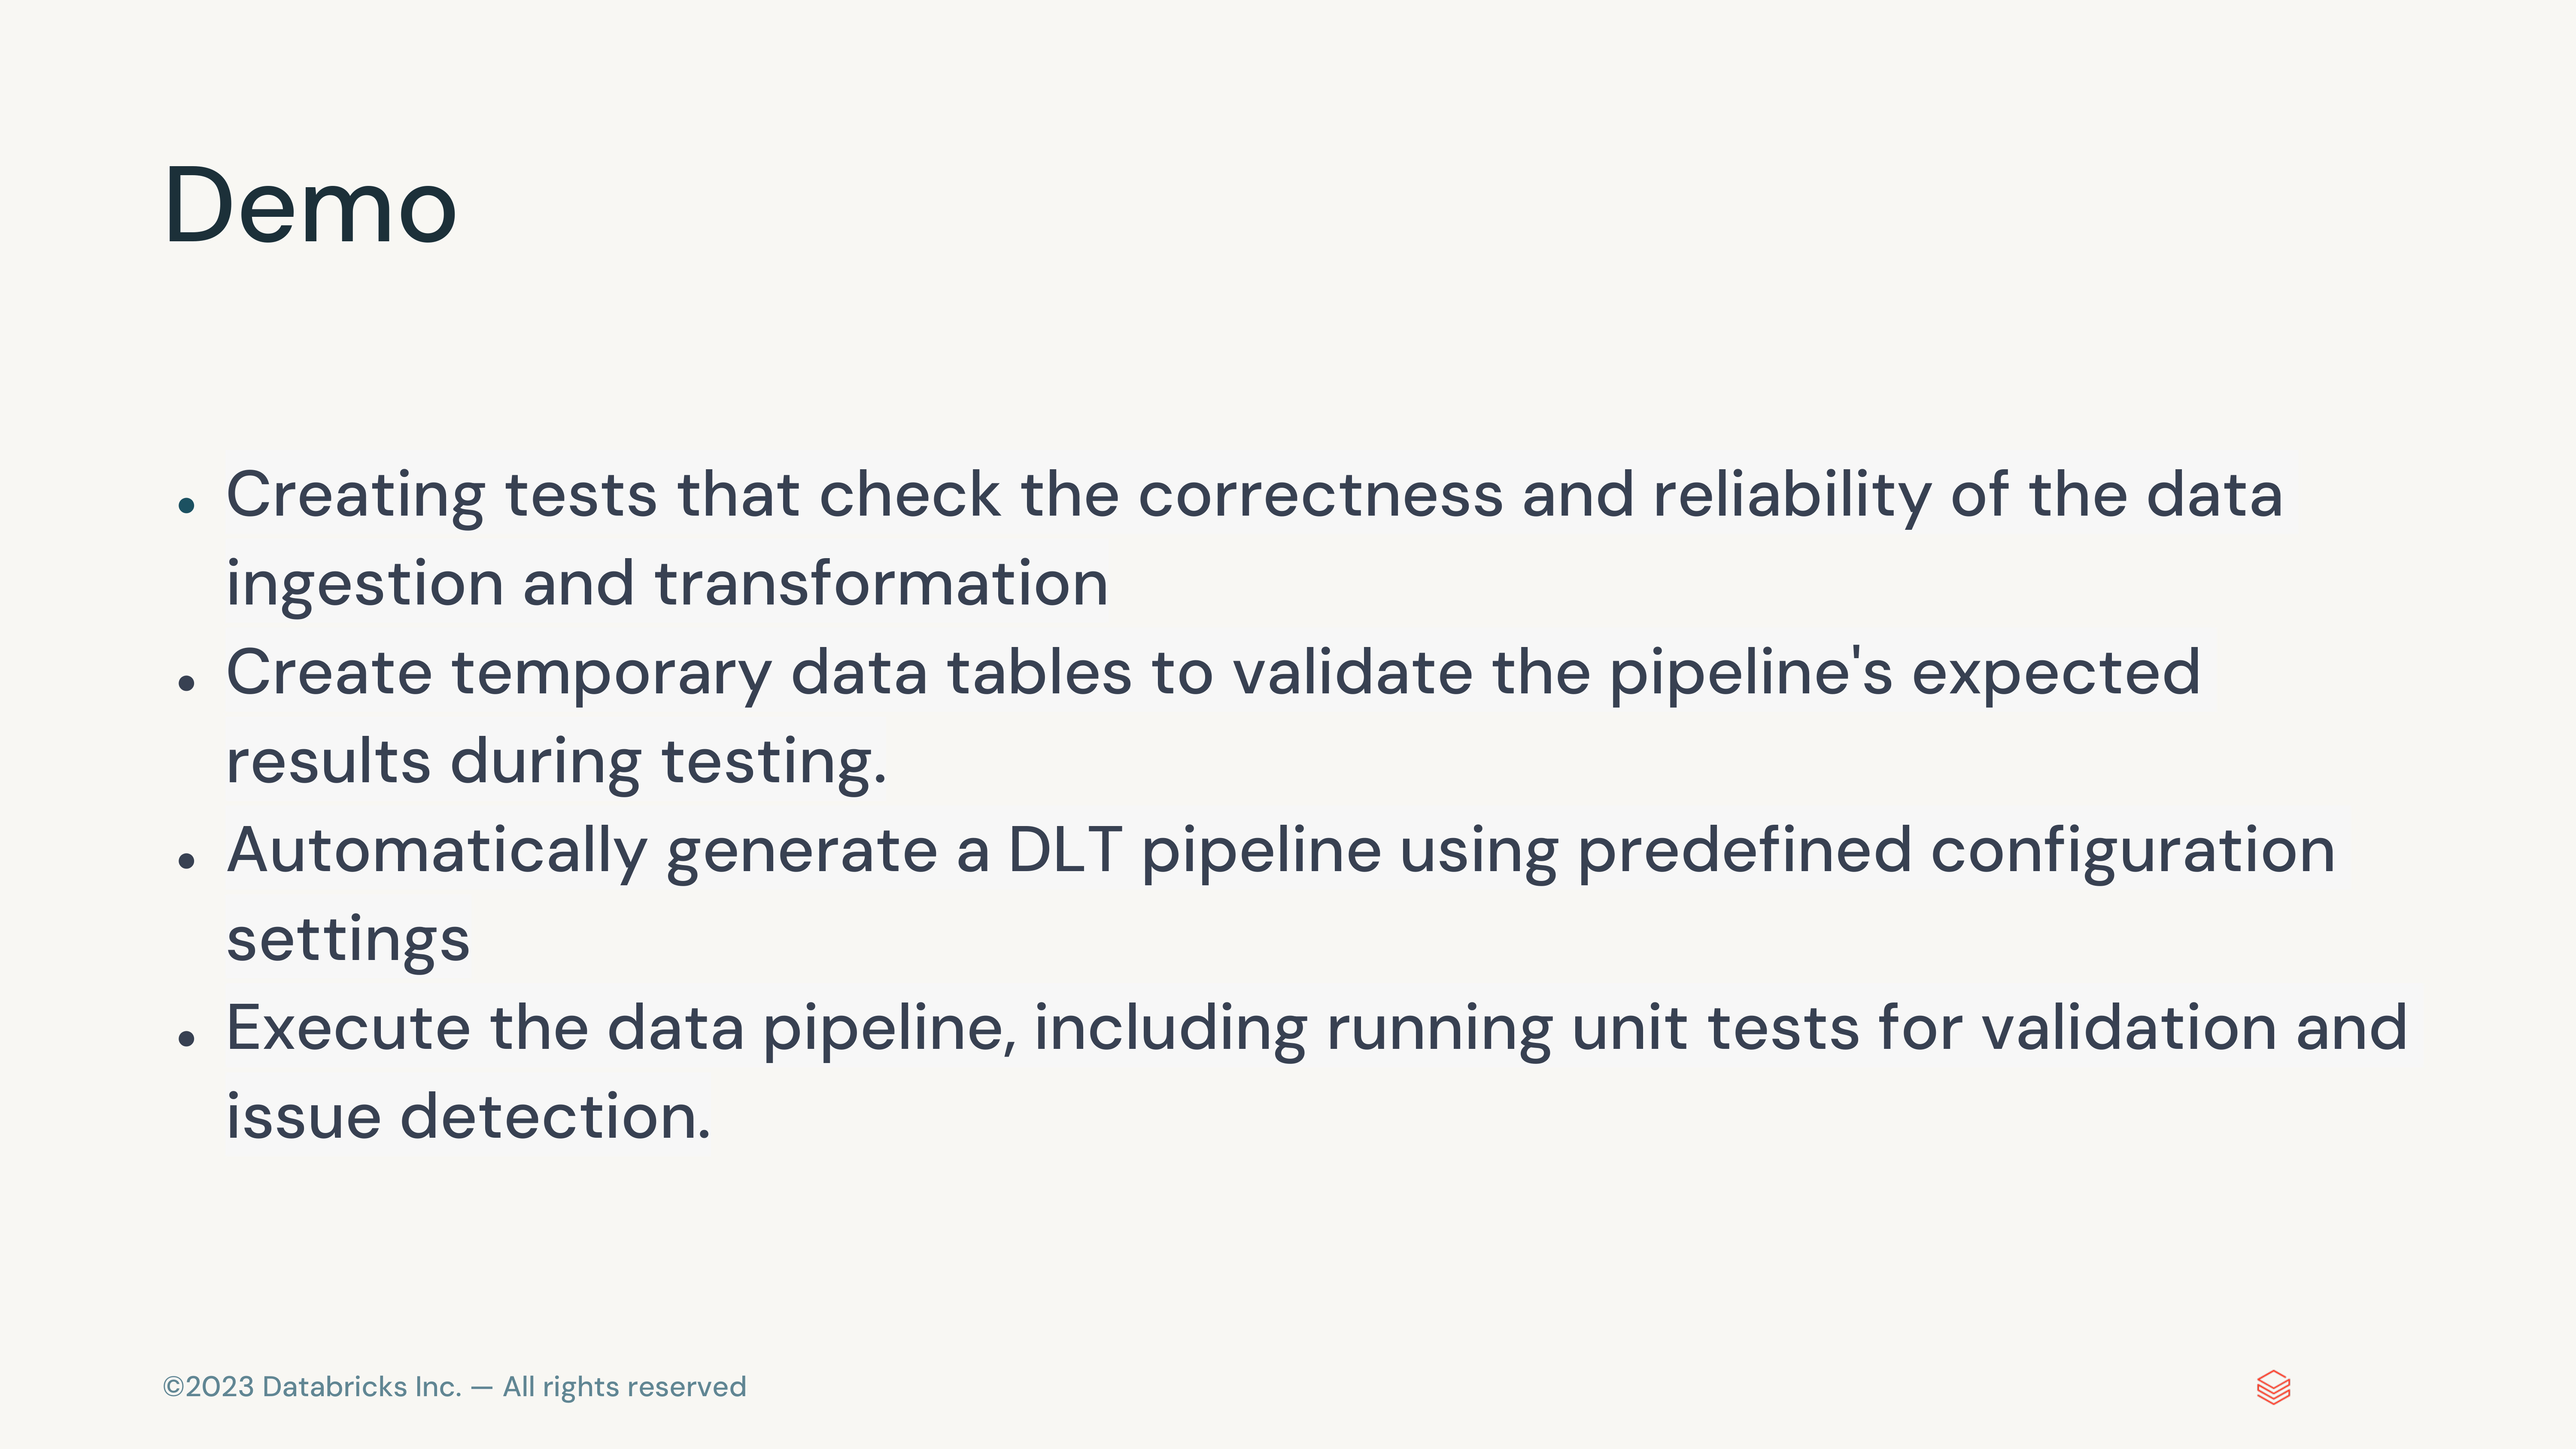 Demo
• Creating tests that check the correctness and reliability of the data
ingestion and transformation
• Create temporary data tables to validate the pipeline's expected
results during testing.
• Automatically generate a DLT pipeline using predefined configuration
settings
• Execute the data pipeline, including running unit tests for validation and
issue detection.
©2023 Databricks Inc. — All rights reserved